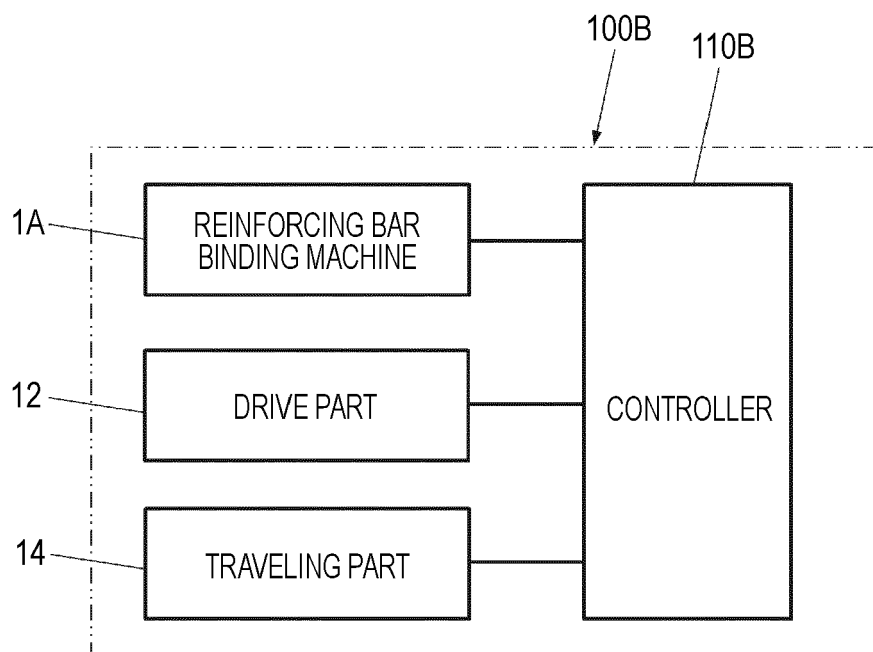 100B
110B
1A
REINFORCING BAR
BINDING MACHINE
12
DRIVE PART
CONTROLLER
14
TRAVELING PART